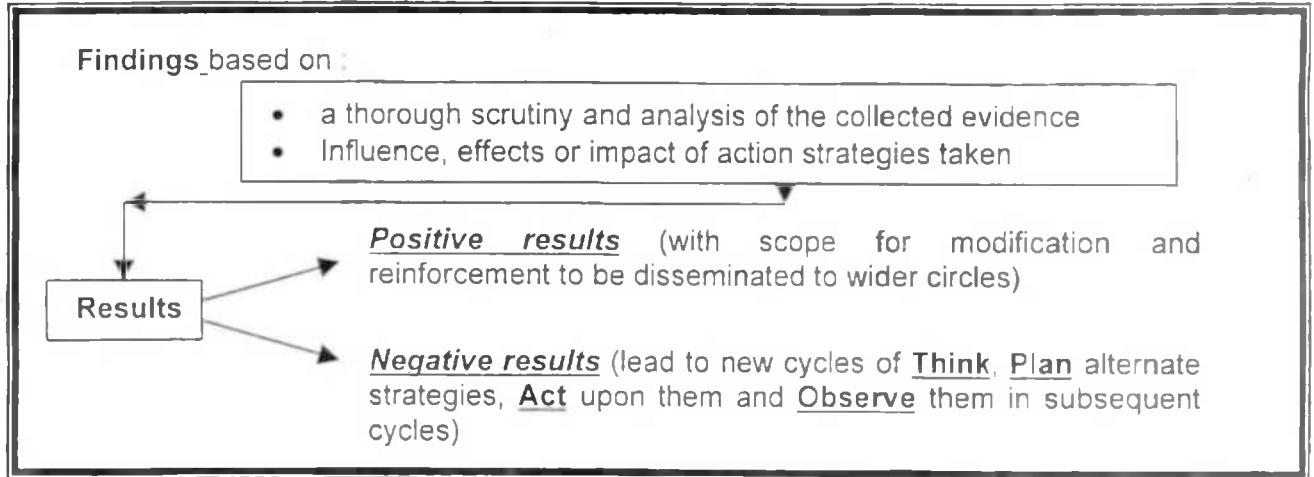 Findings based on :
• a thorough scrutiny and analysis of the collected evidence
• Influence, effects or impact of action strategies taken
Positive results (with scope for modification and
reinforcement to be disseminated to wider circles)
Results
Negative results (lead to new cycles of Think, Plan alternate
strategies, Act upon them and Observe them in subsequent
cycles)